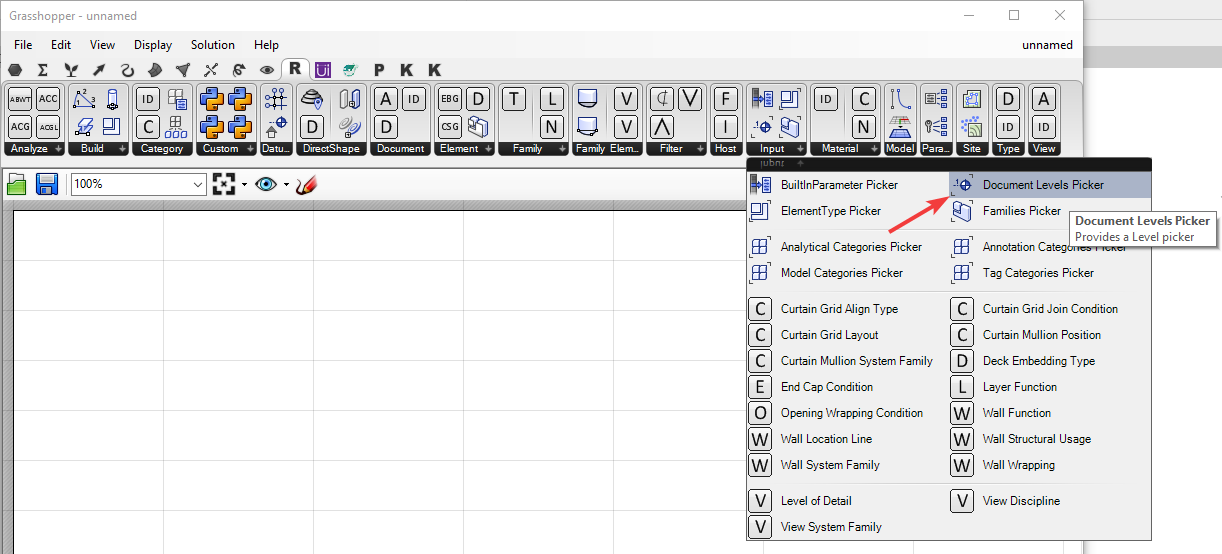 Grasshopper - unnamed
File Edit View Display Solution Help unnamed
Σ R Ui P K K
ABWT ACC 1 2 3 ID D A ID EBG D T L V ₵ V F ID C D A
ACG ACGL C D CSG N V Λ I -1 N ID ID
Analyze Build Category Custom Datu... DirectShape Document Element Family Family Elem... Filter Host Input Material Model Para... Site Type View
Input
100%
BuiltInParameter Picker -1 Document Levels Picker
ElementType Picker Families Picker
Document Levels Picker
Provides a Level picker
Analytical Categories Picker Annotation Categories Picker
Model Categories Picker Tag Categories Picker
C Curtain Grid Align Type C Curtain Grid Join Condition
C Curtain Grid Layout C Curtain Mullion Position
C Curtain Mullion System Family D Deck Embedding Type
E End Cap Condition L Layer Function
O Opening Wrapping Condition W Wall Function
W Wall Location Line W Wall Structural Usage
W Wall System Family W Wall Wrapping
V Level of Detail V View Discipline
V View System Family